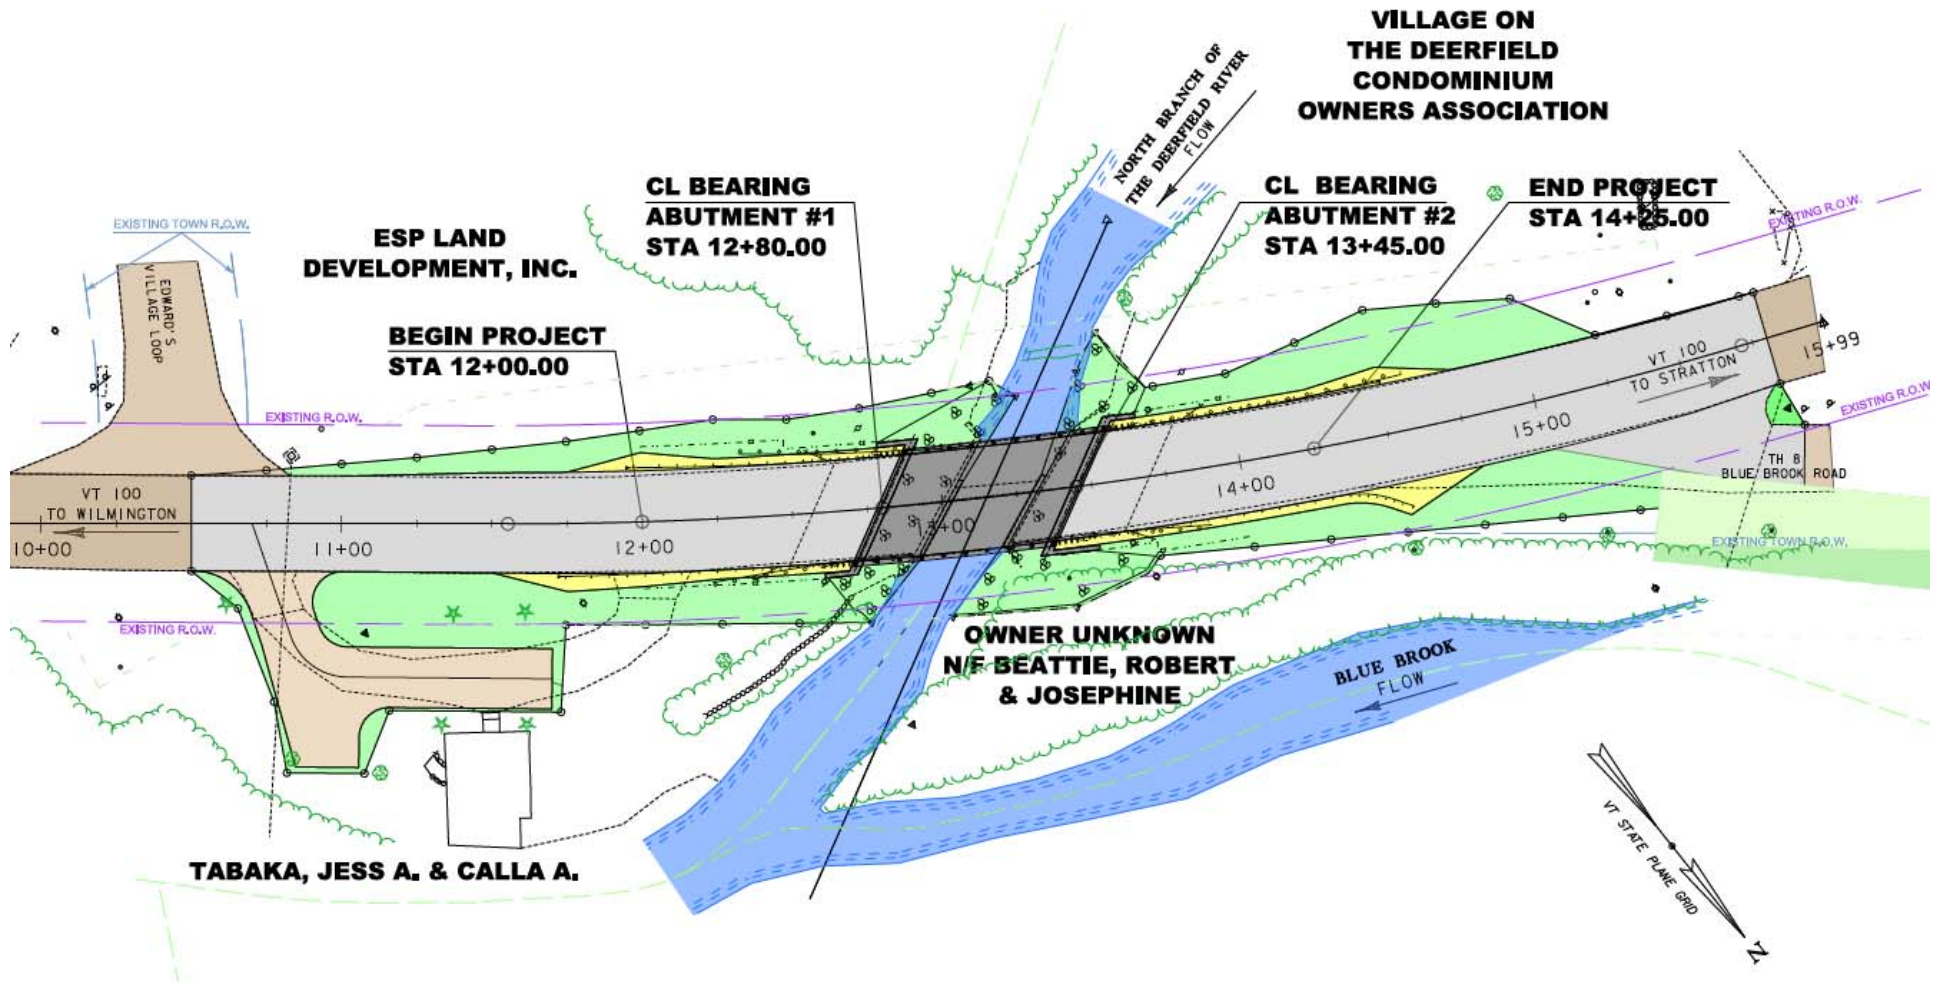 VILLAGE ON
THE DEERFIELD
CONDOMINIUM
OWNERS ASSOCIATION
NORTH BRANCH OF
THE DEERFIELD RIVER
FLOW
CL BEARING
ABUTMENT #1
STA 12+80.00
CL BEARING
ABUTMENT #2
STA 13+45.00
END PROJECT
STA 14+25.00
EXISTING R.O.W.
EXISTING TOWN R.O.W.
ESP LAND
DEVELOPMENT, INC.
EDWARD'S
VILLAGE LOOP
BEGIN PROJECT
STA 12+00.00
EXISTING R.O.W.
VT 100
TO STRATTON
15+99
EXISTING R.O.W.
VT 100
TO WILMINGTON
10+00
11+00
12+00
13+00
14+00
15+00
TH 8
BLUE BROOK ROAD
EXISTING TOWN R.O.W.
EXISTING R.O.W.
OWNER UNKNOWN
N/F BEATTIE, ROBERT
& JOSEPHINE
BLUE BROOK
FLOW
TABAKA, JESS A. & CALLA A.
VT STATE PLANE GRID
N